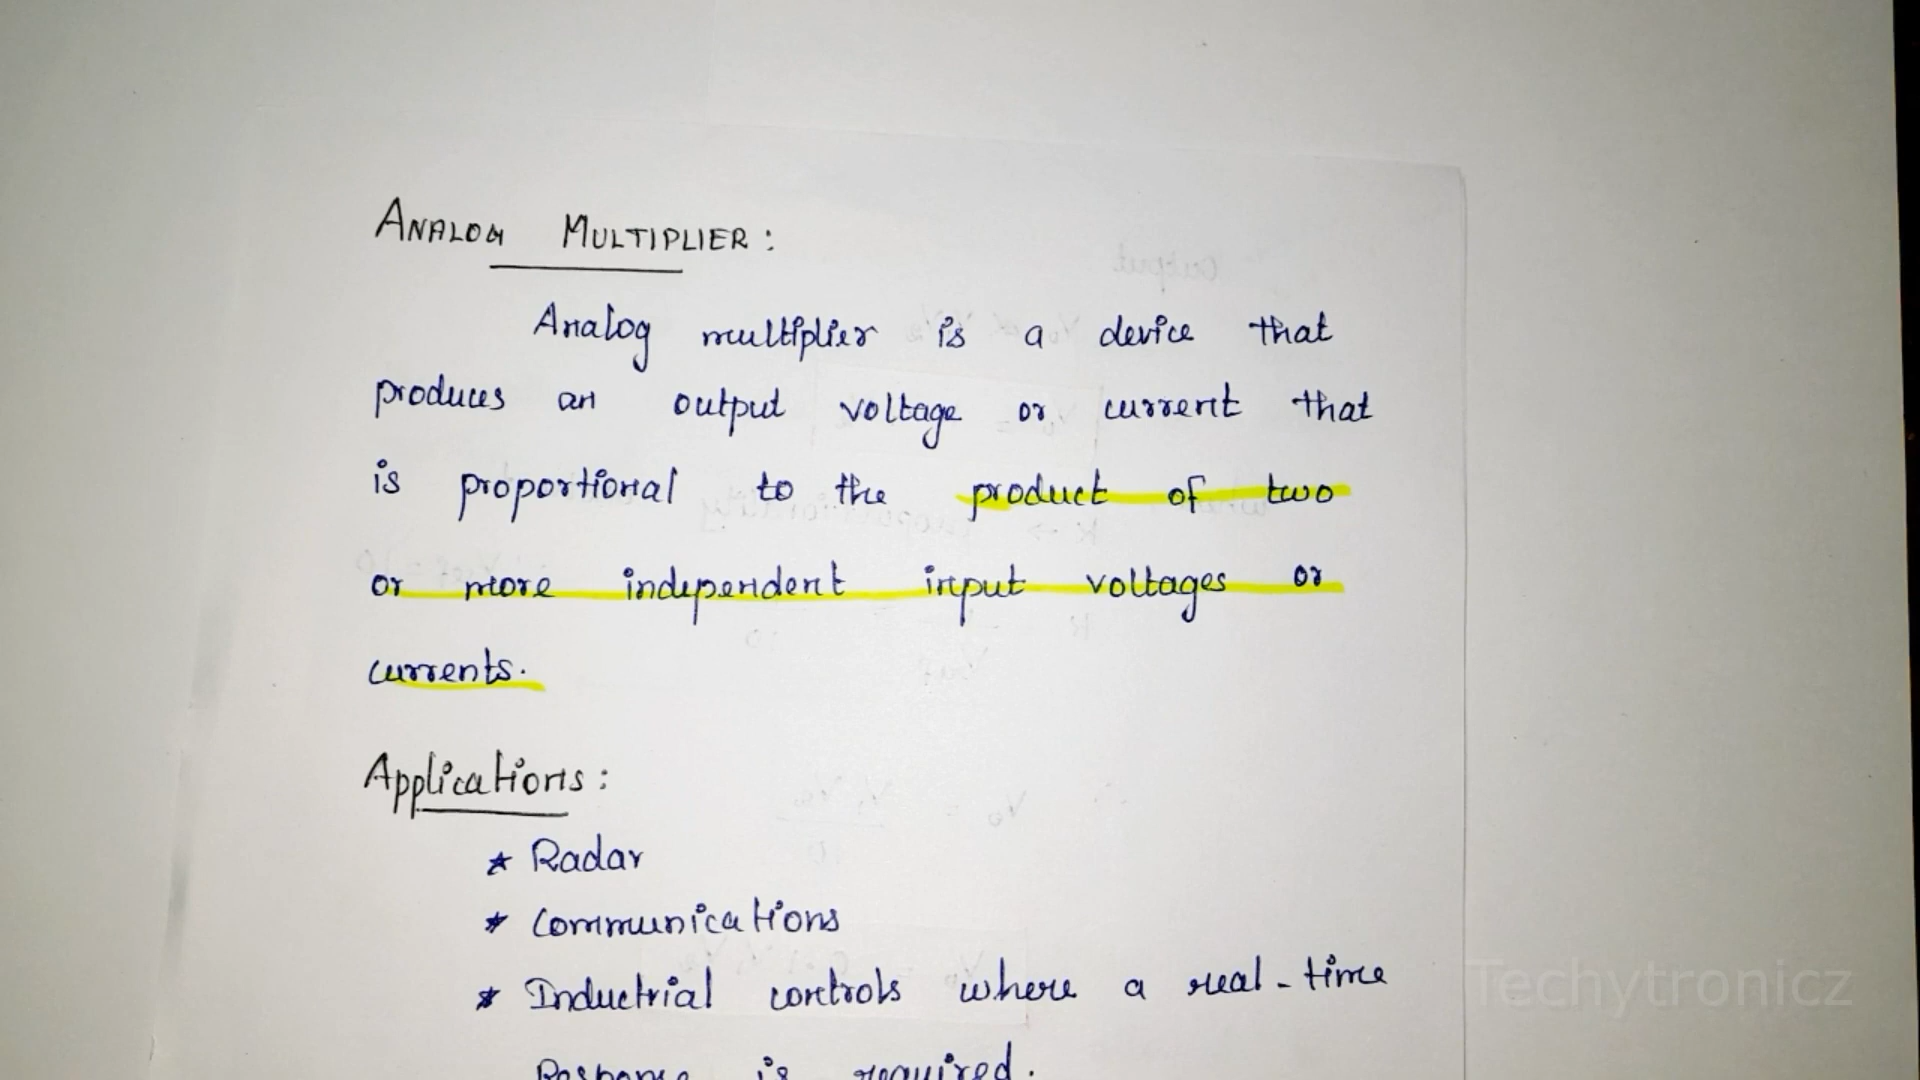 ANALOG MULTIPLIER:
Analog multiplier is a device that
produces an output voltage or current that
is proportional to the product of two
or more independent input voltages or
currents.
Applications:
* Radar
* Communications
* Inductrial controls where a real-time
Response is required.
Techytronicz